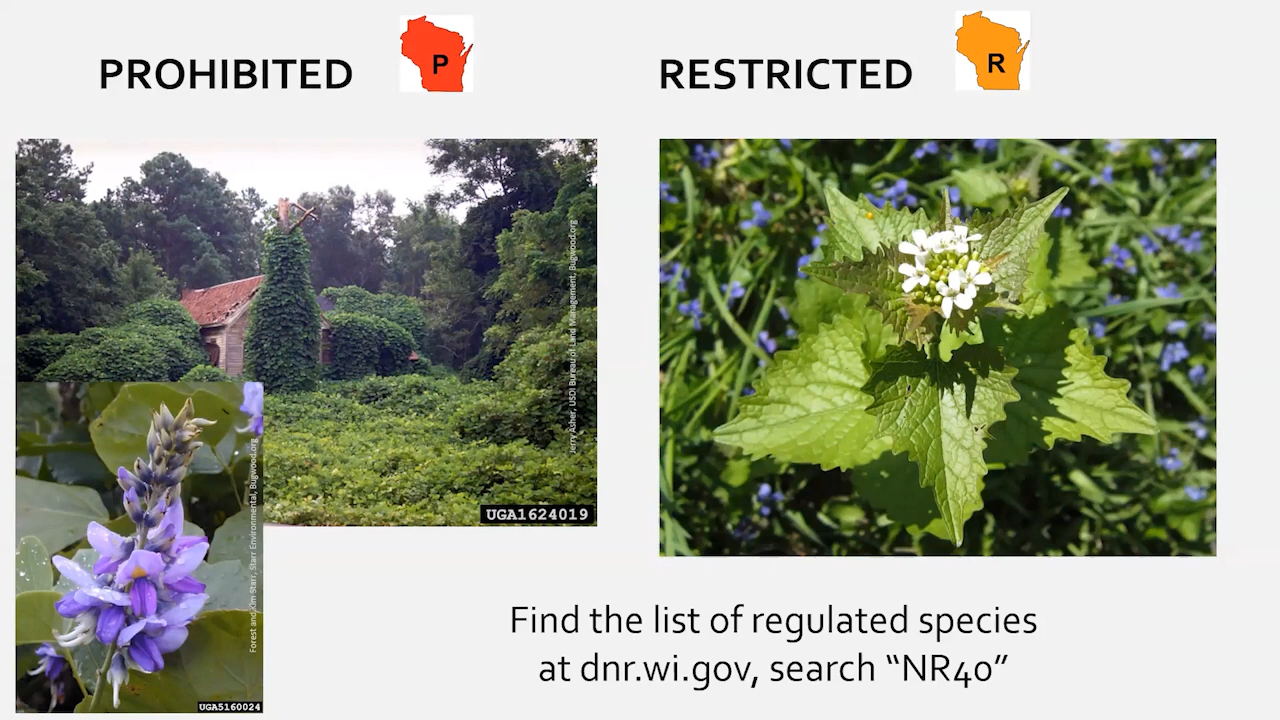 PROHIBITED
P
RESTRICTED
R
Jerry Asher, USDI Bureau of Land Management, Bugwood.org
UGA1624019
Forest and Kim Starr, Starr Environmental, Bugwood.org
UGA5160024
Find the list of regulated species
at dnr.wi.gov, search “NR40”